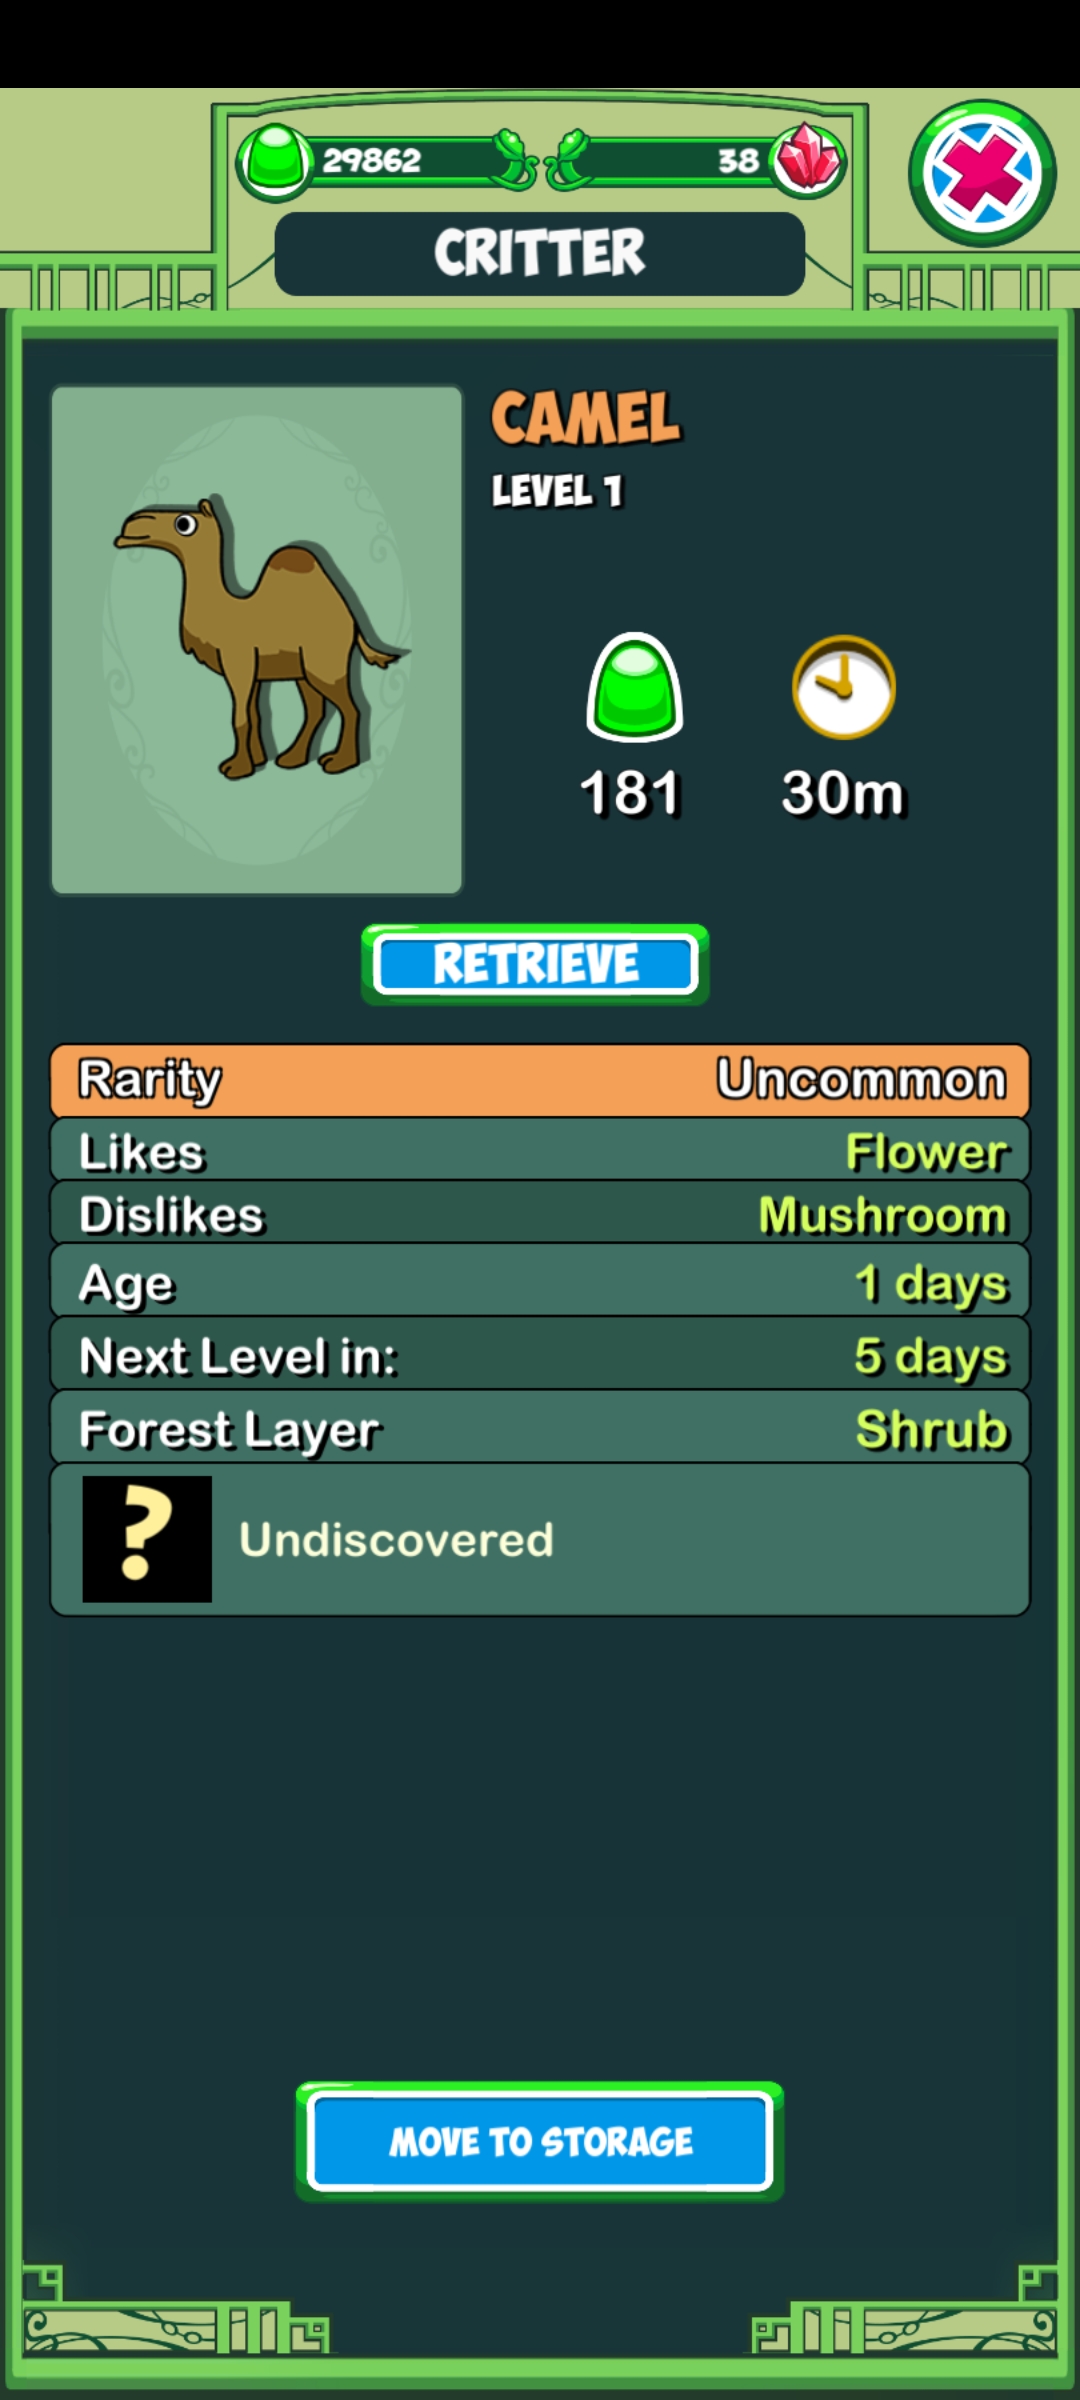 29862 38
CRITTER
CAMEL
LEVEL 1
181 30m
RETRIEVE
Rarity Uncommon
Likes Flower
Dislikes Mushroom
Age 1 days
Next Level in: 5 days
Forest Layer Shrub
? Undiscovered
MOVE TO STORAGE